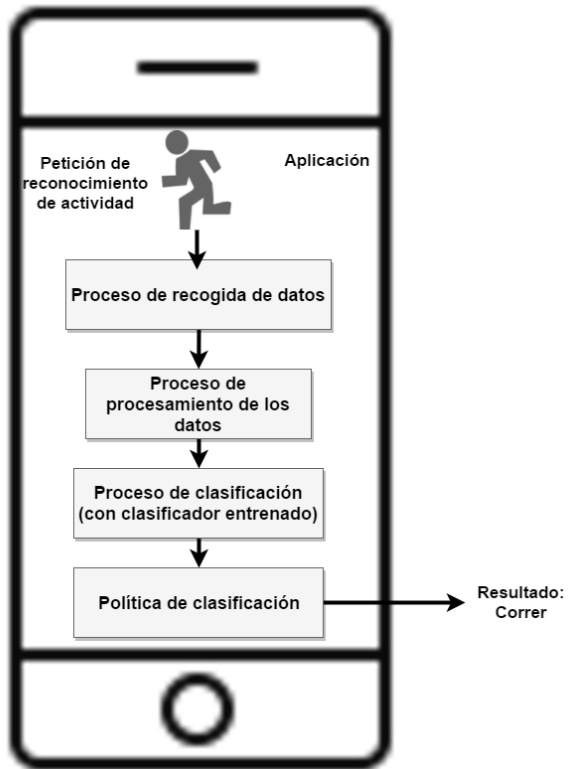 Petición de
reconocimiento
de actividad
Aplicación
Proceso de recogida de datos
Proceso de
procesamiento de los
datos
Proceso de clasificación
(con clasificador entrenado)
Política de clasificación
Resultado:
Correr